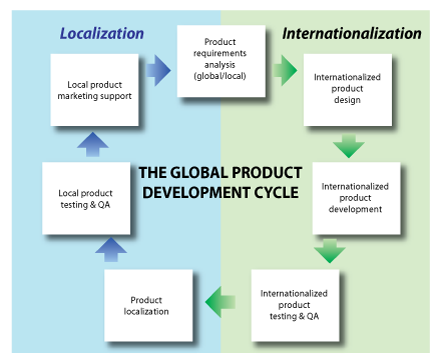 Localization
Internationalization
Product
requirements
analysis
(global/local)
Internationalized
product
design
Internationalized
product
development
Internationalized
product
testing & QA
Product
localization
Local product
testing & QA
Local product
marketing support
THE GLOBAL PRODUCT
DEVELOPMENT CYCLE